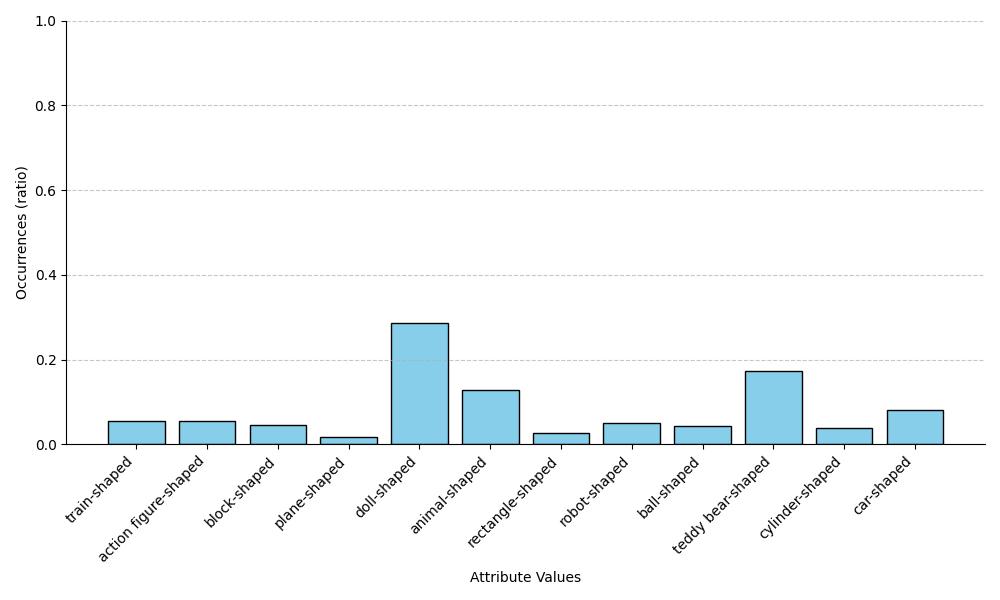 1.0
0.8
0.6
0.4
0.2
0.0
Occurrences (ratio)
train-shaped
action figure-shaped
block-shaped
plane-shaped
doll-shaped
animal-shaped
rectangle-shaped
robot-shaped
ball-shaped
teddy bear-shaped
cylinder-shaped
car-shaped
Attribute Values